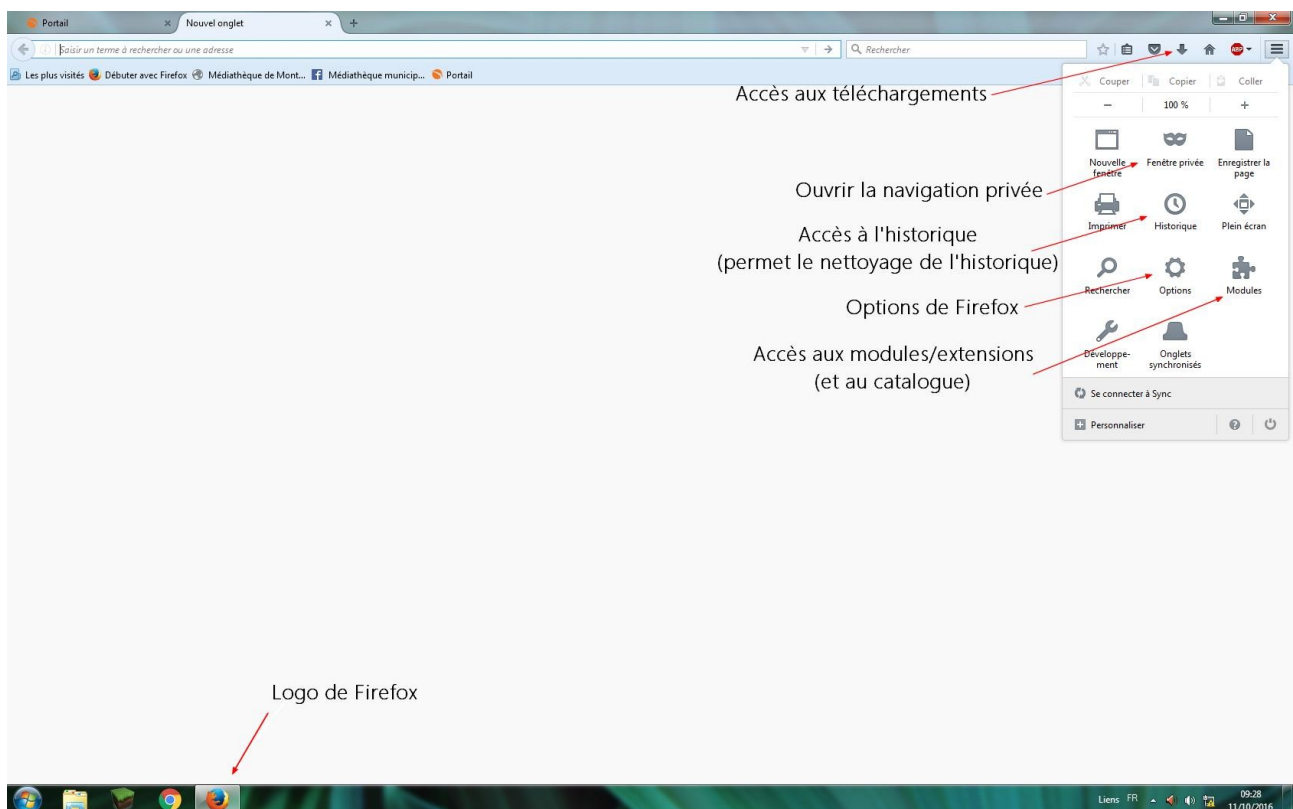 Portail
Nouvel onglet
Saisir un terme à rechercher ou une adresse
Rechercher
ABP
Les plus visités
Débuter avec Firefox
Médiathèque de Mont...
Médiathèque municip...
Portail
Couper
Copier
Coller
Accès aux téléchargements
− 100 % +
Nouvelle
fenêtre
Fenêtre privée
Enregistrer la
page
Ouvrir la navigation privée
Imprimer
Historique
Plein écran
Accès à l'historique
(permet le nettoyage de l'historique)
Rechercher
Options
Modules
Options de Firefox
Développe-
ment
Onglets
synchronisés
Accès aux modules/extensions
(et au catalogue)
Se connecter à Sync
Personnaliser
Logo de Firefox
Liens FR
09:28
11/10/2016